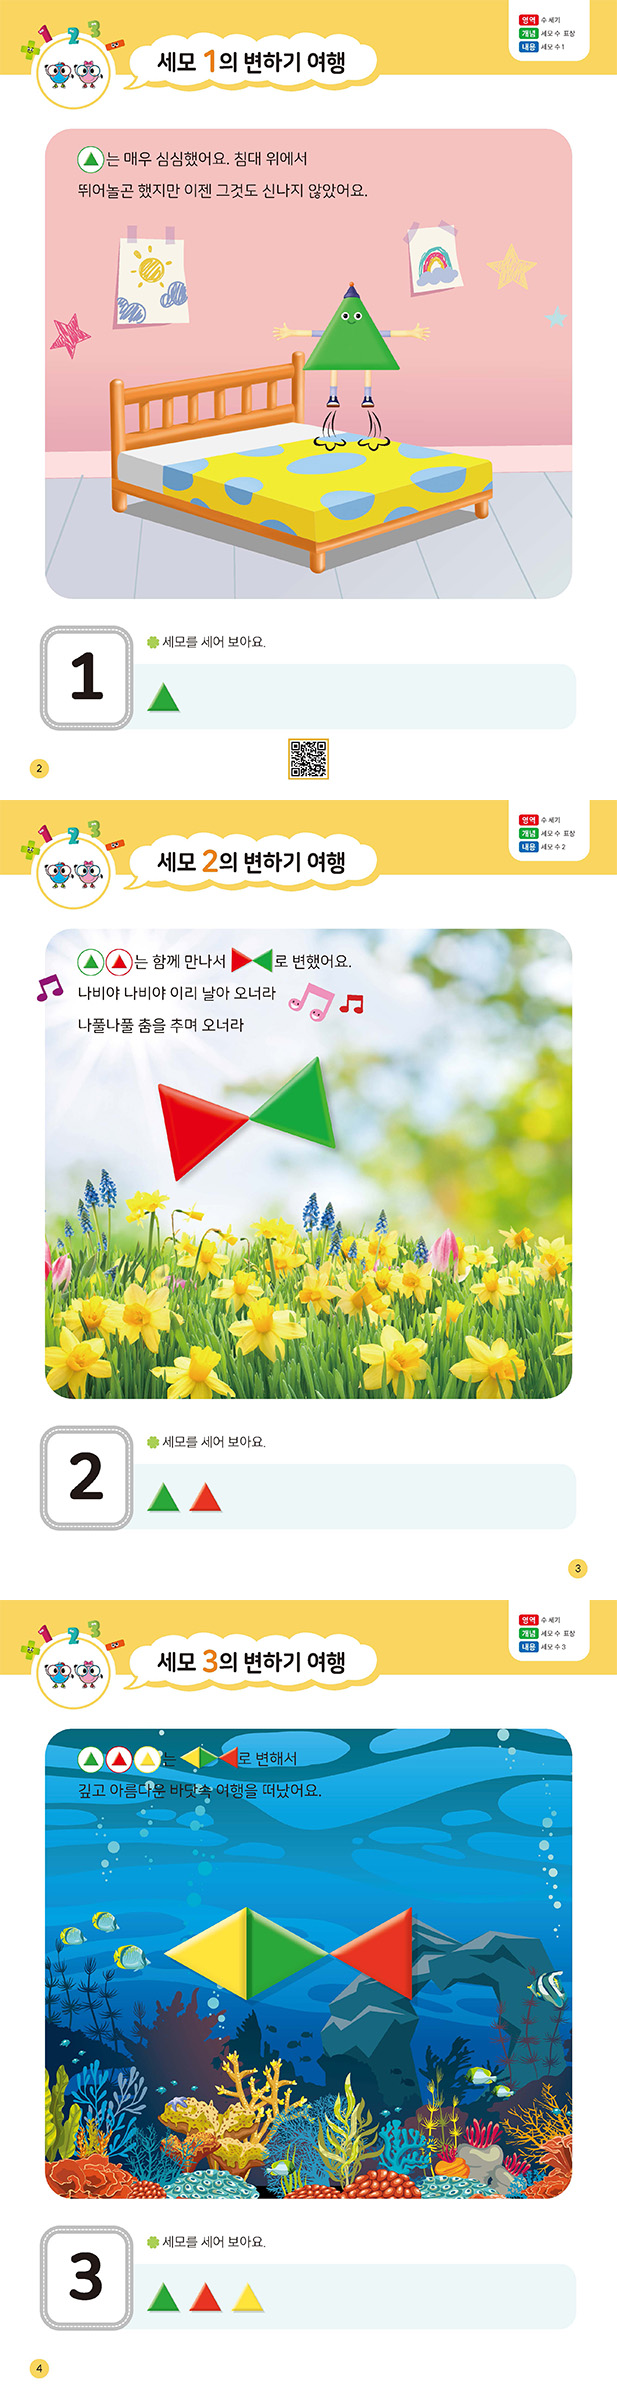 1 2 3
세모 1의 변하기 여행
영역 수 세기
개념 세모 수 표상
내용 세모 수 1
는 매우 심심했어요. 침대 위에서
뛰어놀곤 했지만 이젠 그것도 신나지 않았어요.
1
세모를 세어 보아요.
2
1 2 3
세모 2의 변하기 여행
영역 수 세기
개념 세모 수 표상
내용 세모 수 2
는 함께 만나서 로 변했어요.
나비야 나비야 이리 날아 오너라
나풀나풀 춤을 추며 오너라
2
세모를 세어 보아요.
3
1 2 3
세모 3의 변하기 여행
영역 수 세기
개념 세모 수 표상
내용 세모 수 3
는 로 변해서
깊고 아름다운 바닷속 여행을 떠났어요.
3
세모를 세어 보아요.
4